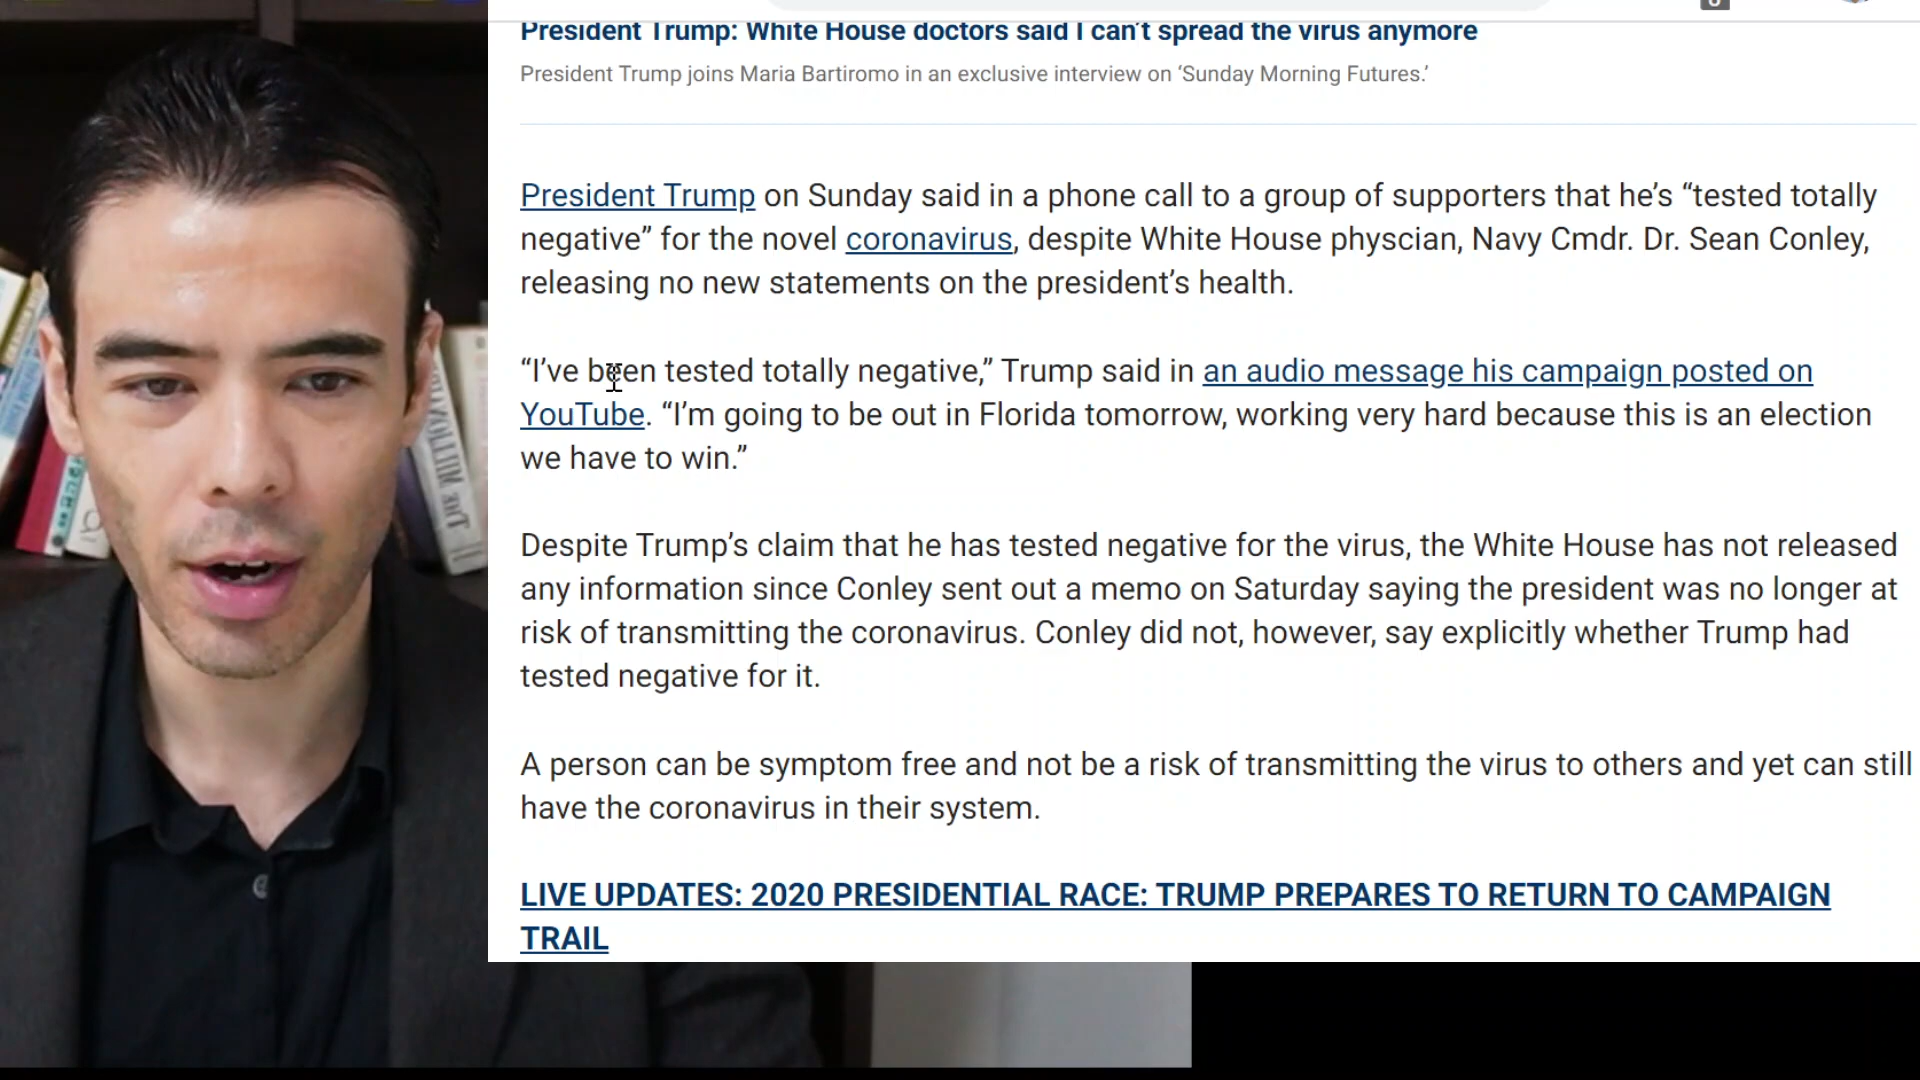 President Trump: White House doctors said I can’t spread the virus anymore
President Trump joins Maria Bartiromo in an exclusive interview on ‘Sunday Morning Futures.’
President Trump on Sunday said in a phone call to a group of supporters that he’s “tested totally
negative” for the novel coronavirus, despite White House physcian, Navy Cmdr. Dr. Sean Conley,
releasing no new statements on the president’s health.
“I’ve been tested totally negative,” Trump said in an audio message his campaign posted on
YouTube. “I’m going to be out in Florida tomorrow, working very hard because this is an election
we have to win.”
Despite Trump’s claim that he has tested negative for the virus, the White House has not released
any information since Conley sent out a memo on Saturday saying the president was no longer at
risk of transmitting the coronavirus. Conley did not, however, say explicitly whether Trump had
tested negative for it.
A person can be symptom free and not be a risk of transmitting the virus to others and yet can still
have the coronavirus in their system.
LIVE UPDATES: 2020 PRESIDENTIAL RACE: TRUMP PREPARES TO RETURN TO CAMPAIGN
TRAIL